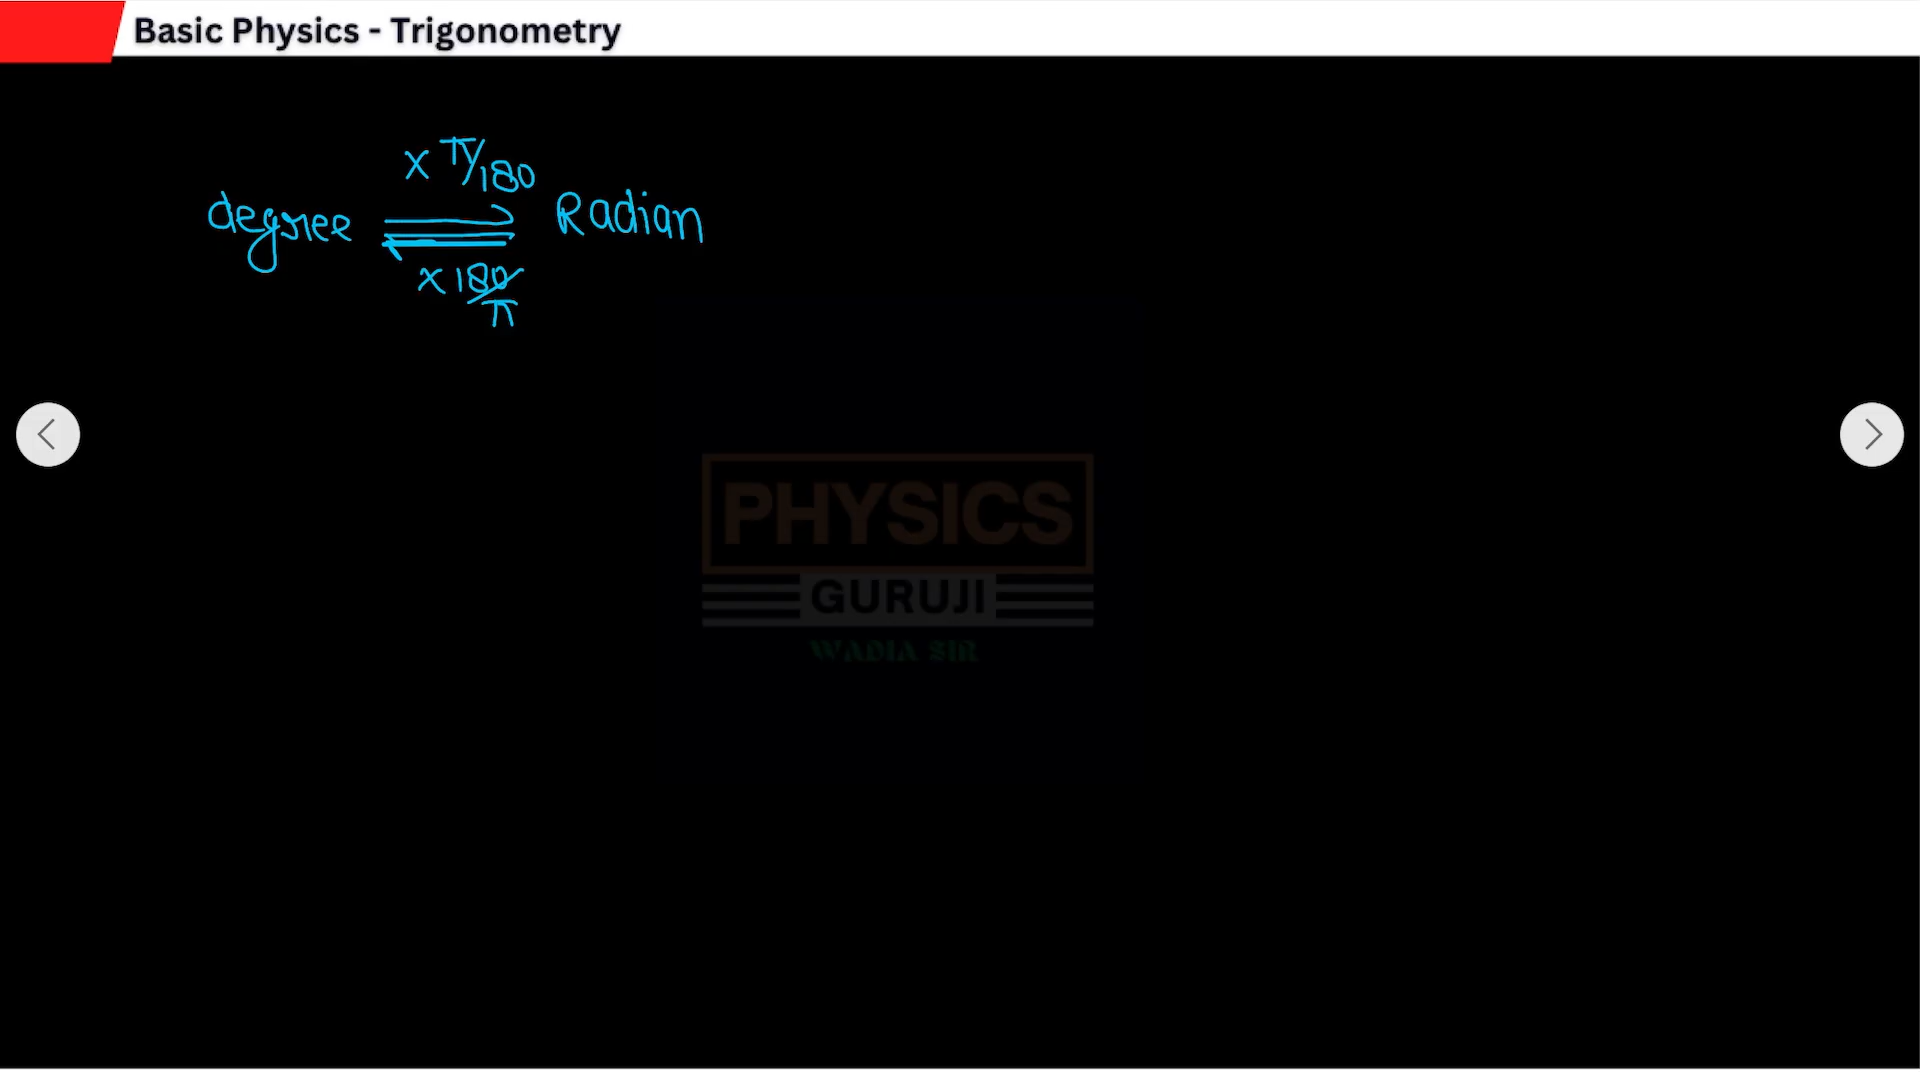 Basic Physics - Trigonometry
× π/180
degree Radian
× 180/π
PHYSICS
GURUJI
WADIA SIR